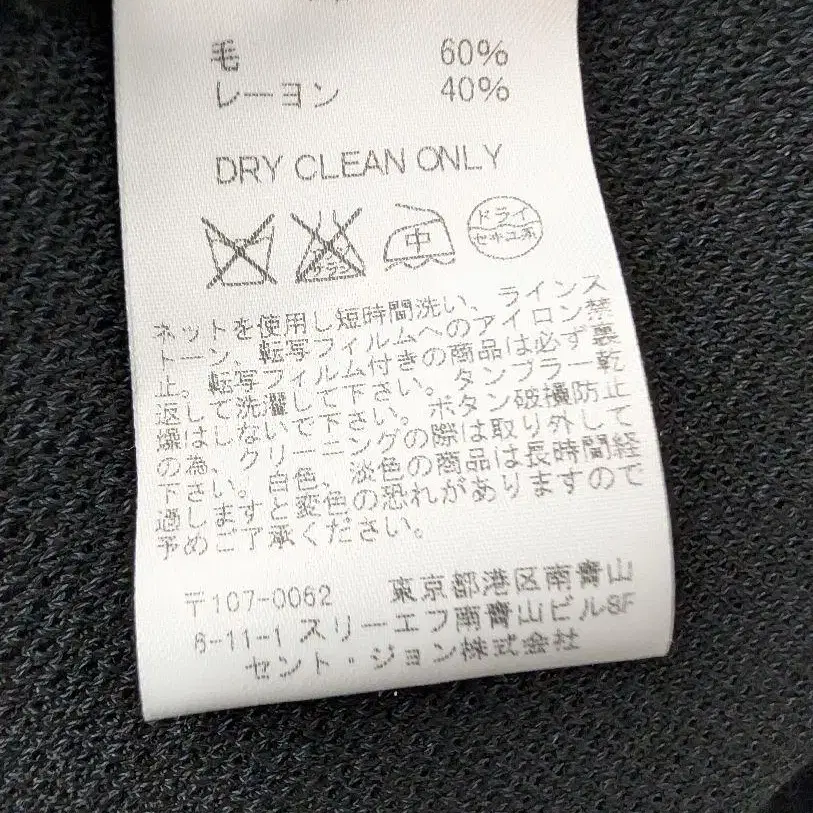 毛 60%
レーヨン 40%
DRY CLEAN ONLY
サラシ
中
ドライ
セキユ系
ネットを使用し短時間洗い、ラインス
トーン、転写フィルムへのアイロン禁
止。転写フィルム付きの商品は必ず裏
返して洗濯して下さい。タンブラー乾
燥はしないで下さい。ボタン破損防止
の為、クリーニングの際は取り外して
下さい。白色、淡色の商品は長時間経
過しますと変色の恐れがありますので
予めご了承ください。
〒107-0062 東京都港区南青山
6-11-1 スリーエフ南青山ビル8F
セント・ジョン株式会社